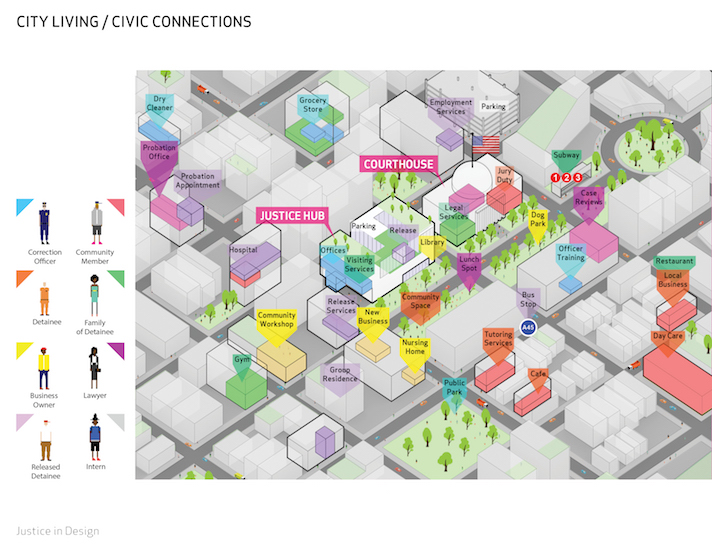 CITY LIVING / CIVIC CONNECTIONS
Dry
Cleaner
Grocery
Store
Employment
Services
Parking
Probation
Office
Probation
Appointment
COURTHOUSE
Jury
Duty
Subway
1 2 3
Case
Reviews
JUSTICE HUB
Parking
Release
Legal
Services
Dog
Park
Hospital
Offices
Visiting
Services
Library
Lunch
Spot
Officer
Training
Restaurant
Local
Business
Release
Services
Community
Space
Bus
Stop
A45
Community
Workshop
New
Business
Nursing
Home
Tutoring
Services
Day Care
Gym
Group
Residence
Public
Park
Cafe
Correction
Officer
Community
Member
Detainee
Family
of Detainee
Business
Owner
Lawyer
Released
Detainee
Intern
Justice in Design